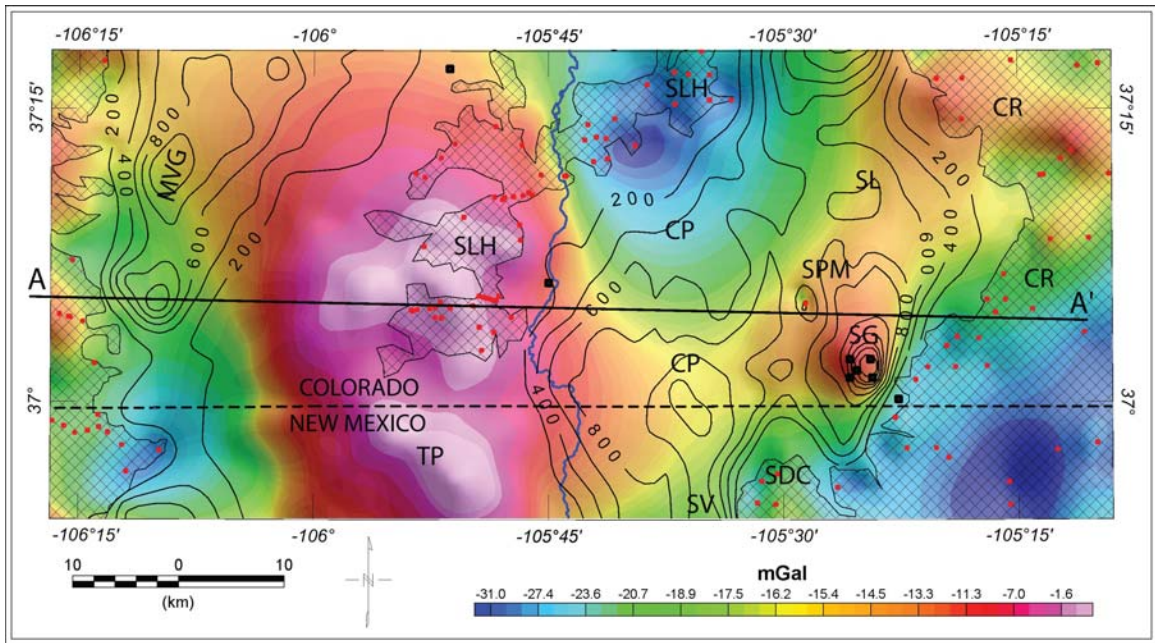 -106°15' -106° -105°45' -105°30' -105°15'
37°15' 37°15'
200
800
400
MVG
600
200
SLH
CR
200
SL
400
600
200
CP
SLH
SPM
CR
A
A'
600
800
SG
CP
37° 37°
COLORADO
NEW MEXICO
400
TP
800
SDC
SV
-106°15' -106° -105°45' -105°30' -105°15'
10 0 10
(km)
N
mGal
-31.0 -27.4 -23.6 -20.7 -18.9 -17.5 -16.2 -15.4 -14.5 -13.3 -11.3 -7.0 -1.6